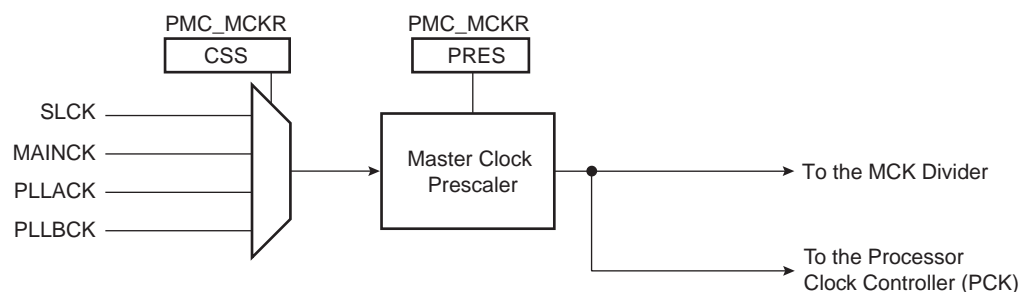 PMC_MCKR
PMC_MCKR
CSS
PRES
SLCK
MAINCK
PLLACK
PLLBCK
Master Clock
Prescaler
To the MCK Divider
To the Processor
Clock Controller (PCK)